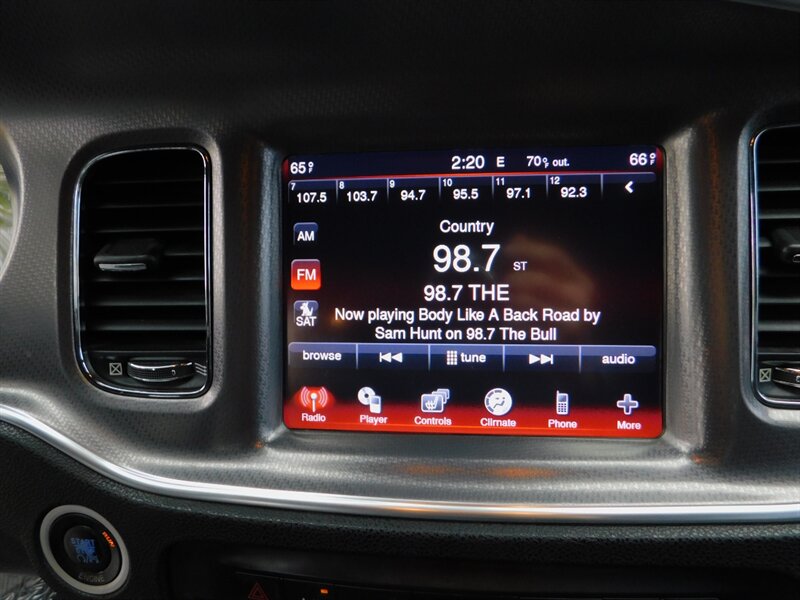 65°F 2:20 E 70°F out. 66°F
7 8 9 10 11 12
107.5 103.7 94.7 95.5 97.1 92.3
Country
AM
98.7 ST
FM
98.7 THE
SAT
Now playing Body Like A Back Road by
Sam Hunt on 98.7 The Bull
browse tune audio
Radio Player Controls Climate Phone More
START
RUN
ENGINE